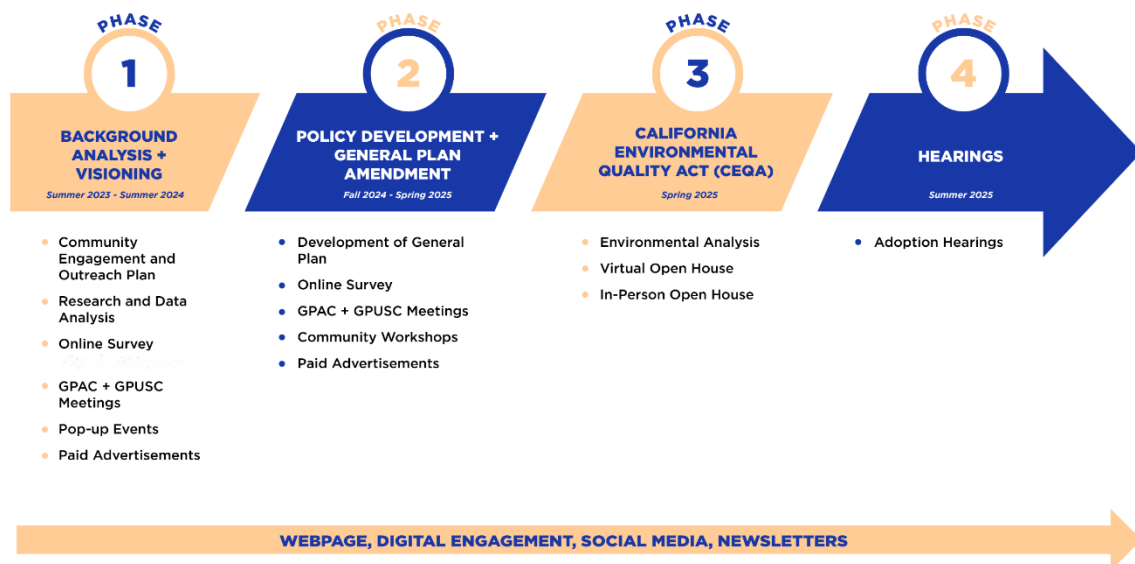 PHASE
1
BACKGROUND
ANALYSIS +
VISIONING
Summer 2023 - Summer 2024
Community
Engagement and
Outreach Plan
Research and Data
Analysis
Online Survey
GPAC + GPUSC
Meetings
Pop-up Events
Paid Advertisements
PHASE
2
POLICY DEVELOPMENT +
GENERAL PLAN
AMENDMENT
Fall 2024 - Spring 2025
Development of General
Plan
Online Survey
GPAC + GPUSC Meetings
Community Workshops
Paid Advertisements
PHASE
3
CALIFORNIA
ENVIRONMENTAL
QUALITY ACT (CEQA)
Spring 2025
Environmental Analysis
Virtual Open House
In-Person Open House
PHASE
4
HEARINGS
Summer 2025
Adoption Hearings
WEBPAGE, DIGITAL ENGAGEMENT, SOCIAL MEDIA, NEWSLETTERS